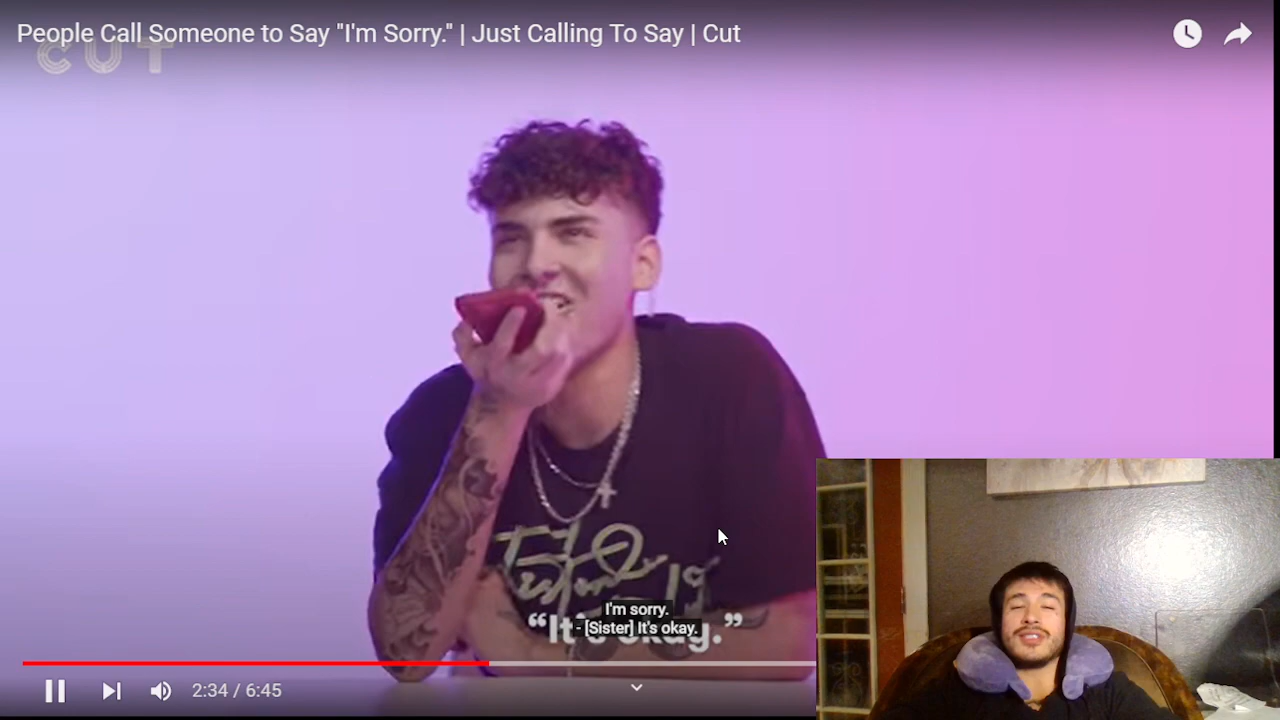 People Call Someone to Say "I'm Sorry." | Just Calling To Say | Cut
CUT
I'm sorry.
- [Sister] It's okay.
“It's okay.”
2:34 / 6:45